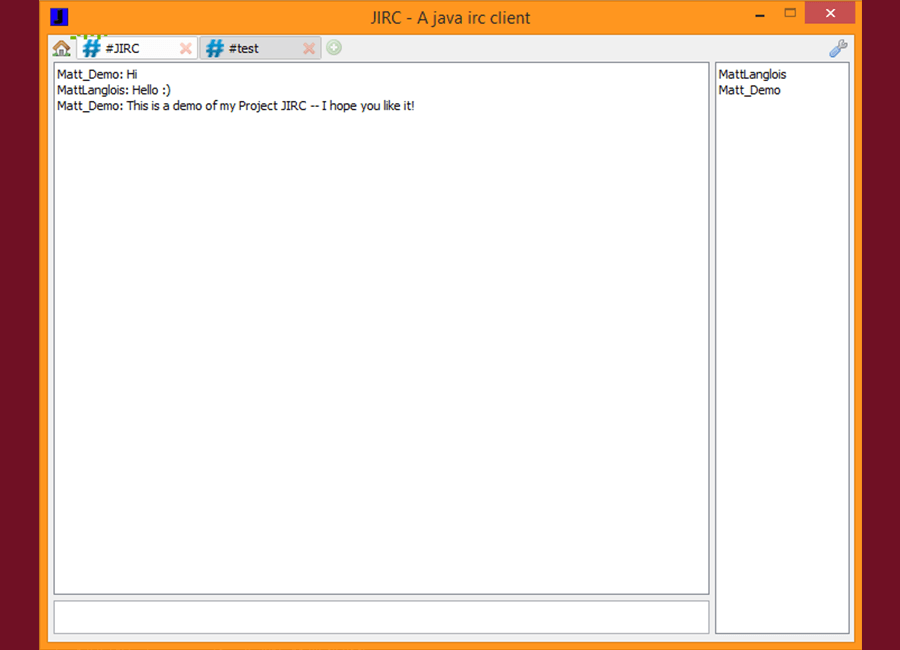 J
JIRC - A java irc client
# #JIRC
# #test
Matt_Demo: Hi
MattLanglois: Hello :)
Matt_Demo: This is a demo of my Project JIRC -- I hope you like it!
MattLanglois
Matt_Demo